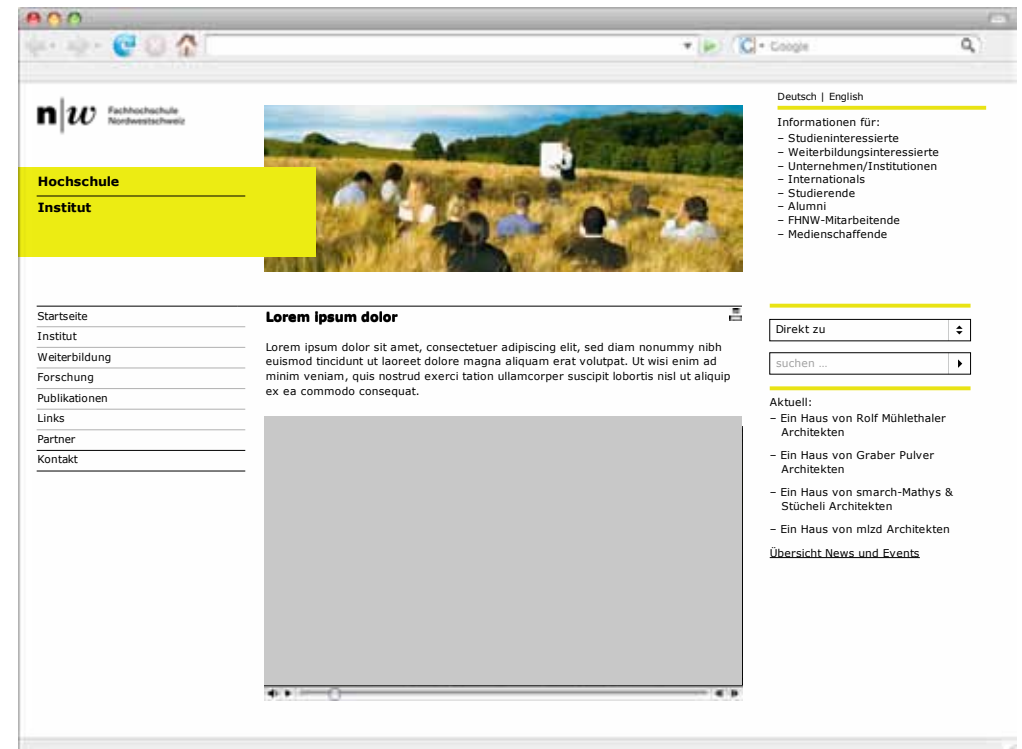 Google
n|w Fachhochschule
Nordwestschweiz
Hochschule
Institut
Deutsch | English
Informationen für:
– Studieninteressierte
– Weiterbildungsinteressierte
– Unternehmen/Institutionen
– Internationals
– Studierende
– Alumni
– FHNW-Mitarbeitende
– Medienschaffende
Startseite
Institut
Weiterbildung
Forschung
Publikationen
Links
Partner
Kontakt
Lorem ipsum dolor
Lorem ipsum dolor sit amet, consectetuer adipiscing elit, sed diam nonummy nibh
euismod tincidunt ut laoreet dolore magna aliquam erat volutpat. Ut wisi enim ad
minim veniam, quis nostrud exerci tation ullamcorper suscipit lobortis nisl ut aliquip
ex ea commodo consequat.
Direkt zu
suchen ...
Aktuell:
– Ein Haus von Rolf Mühlethaler
Architekten
– Ein Haus von Graber Pulver
Architekten
– Ein Haus von smarch-Mathys &
Stücheli Architekten
– Ein Haus von mlzd Architekten
Übersicht News und Events